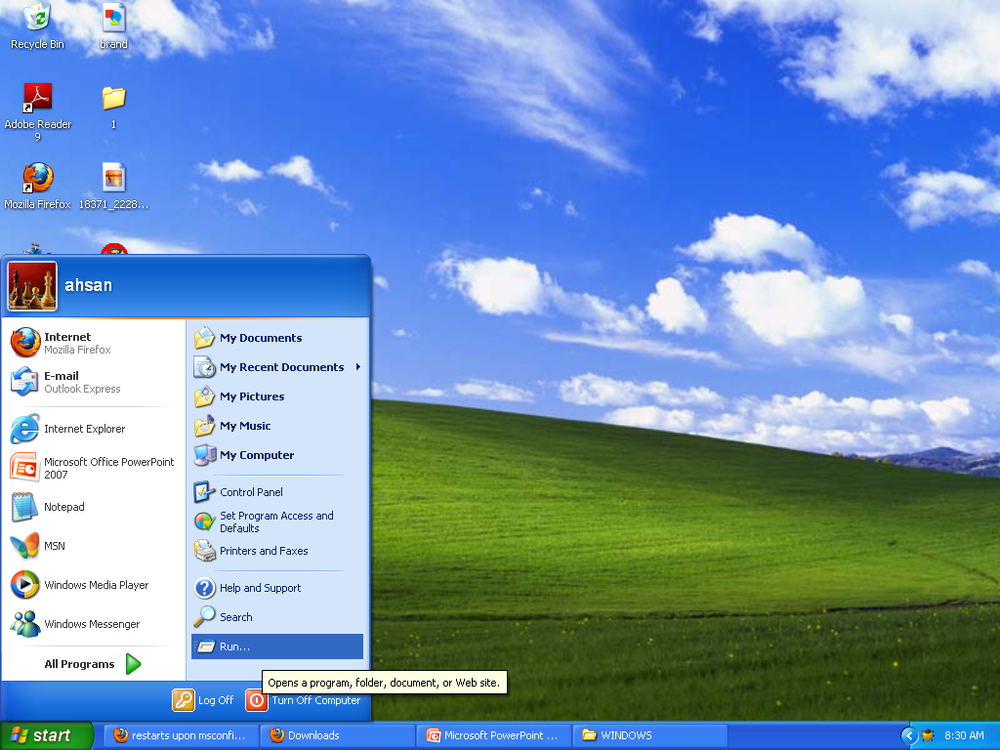 Recycle Bin
brand
Adobe Reader
9
1
Mozilla Firefox
18371_2228...
ahsan
Internet
Mozilla Firefox
E-mail
Outlook Express
Internet Explorer
Microsoft Office PowerPoint
2007
Notepad
MSN
Windows Media Player
Windows Messenger
All Programs
My Documents
My Recent Documents
My Pictures
My Music
My Computer
Control Panel
Set Program Access and
Defaults
Printers and Faxes
Help and Support
Search
Run...
Opens a program, folder, document, or Web site.
Log Off
Turn Off Computer
start
restarts upon msconfi...
Downloads
Microsoft PowerPoint ...
WINDOWS
8:30 AM